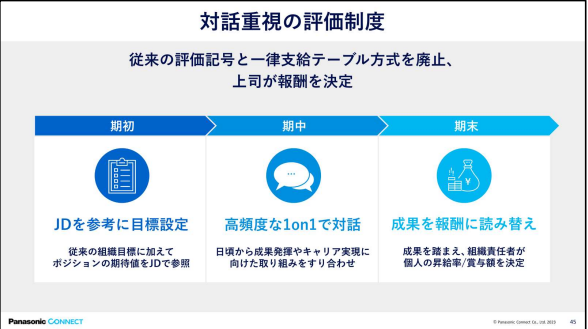 対話重視の評価制度
従来の評価記号と一律支給テーブル方式を廃止、
上司が報酬を決定
期初
期中
期末
JDを参考に目標設定
高頻度な1on1で対話
成果を報酬に読み替え
従来の組織目標に加えて
ポジションの期待値をJDで参照
日頃から成果発揮やキャリア実現に
向けた取り組みをすり合わせ
成果を踏まえ、組織責任者が
個人の昇給率/賞与額を決定
Panasonic CONNECT
© Panasonic Connect Co., Ltd. 2023
45